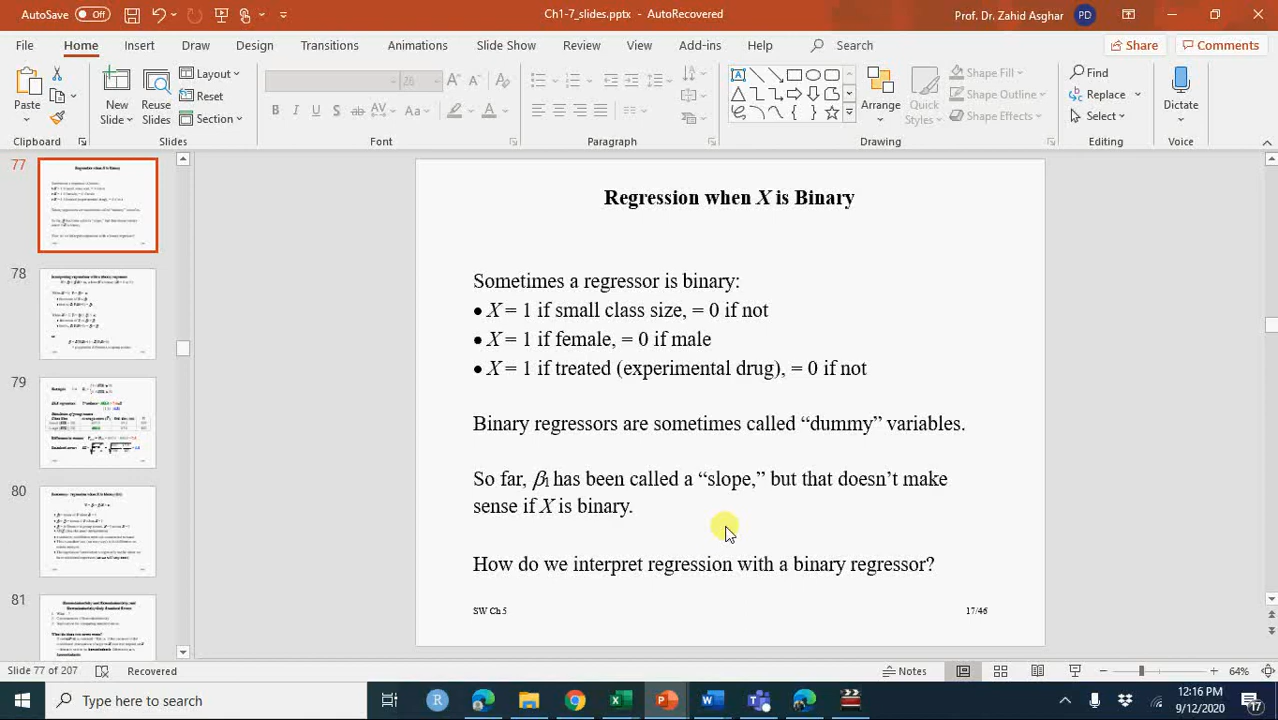 AutoSave Off
Ch1-7_slides.pptx - PowerPoint
Prof. Dr. Zahid Asghar PD
File Home Insert Draw Design Transitions Animations Slide Show Review View Add-ins Help Search Share Comments
Paste
New Slide
Reuse Slides
Layout
Reset
Section
26
B I U S ab AV Aa A
Arrange
Quick Styles
Shape Fill
Shape Outline
Shape Effects
Find
Replace
Select
Dictate
Clipboard Slides Font Paragraph Drawing Editing Voice
77
78
79
80
81
Regression when X is Binary
Sometimes a regressor is binary:
• X = 1 if small class size, = 0 if not
• X = 1 if female, = 0 if male
• X = 1 if treated (experimental drug), = 0 if not
Binary regressors are sometimes called “dummy” variables.
So far, β1 has been called a “slope,” but that doesn’t make
sense if X is binary.
How do we interpret regression with a binary regressor?
SW Ch 5 17/46
Slide 77 of 207 Recovered Notes 64%
Type here to search
12:16 PM
9/12/2020
17